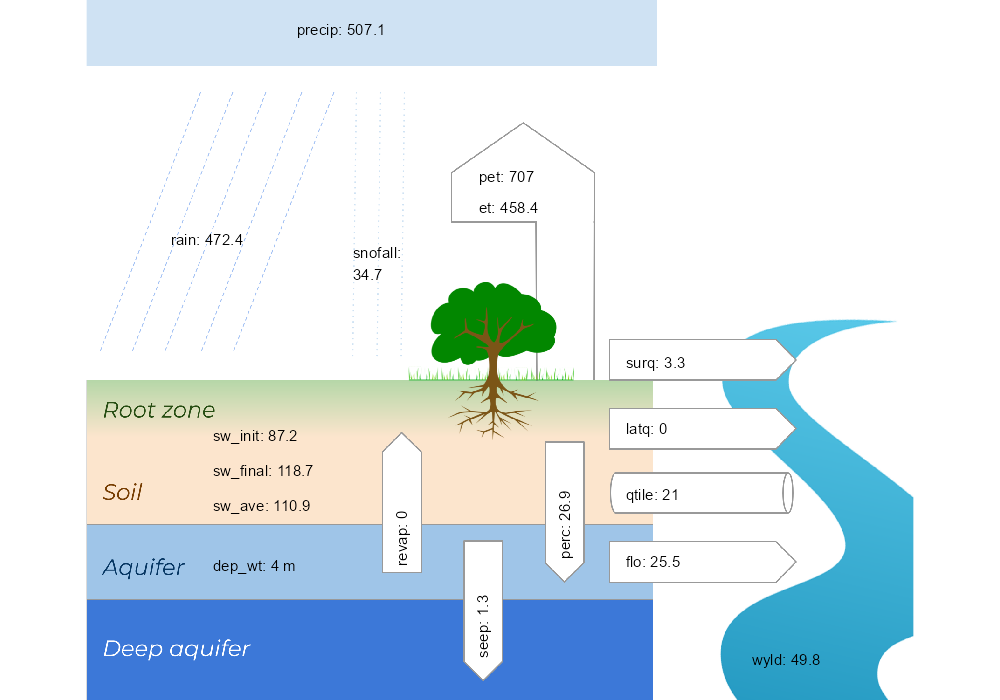 precip: 507.1
pet: 707
et: 458.4
rain: 472.4
snofall:
34.7
surq: 3.3
Root zone
latq: 0
sw_init: 87.2
sw_final: 118.7
Soil
sw_ave: 110.9
qtile: 21
revap: 0
perc: 26.9
flo: 25.5
Aquifer
dep_wt: 4 m
seep: 1.3
Deep aquifer
wyld: 49.8